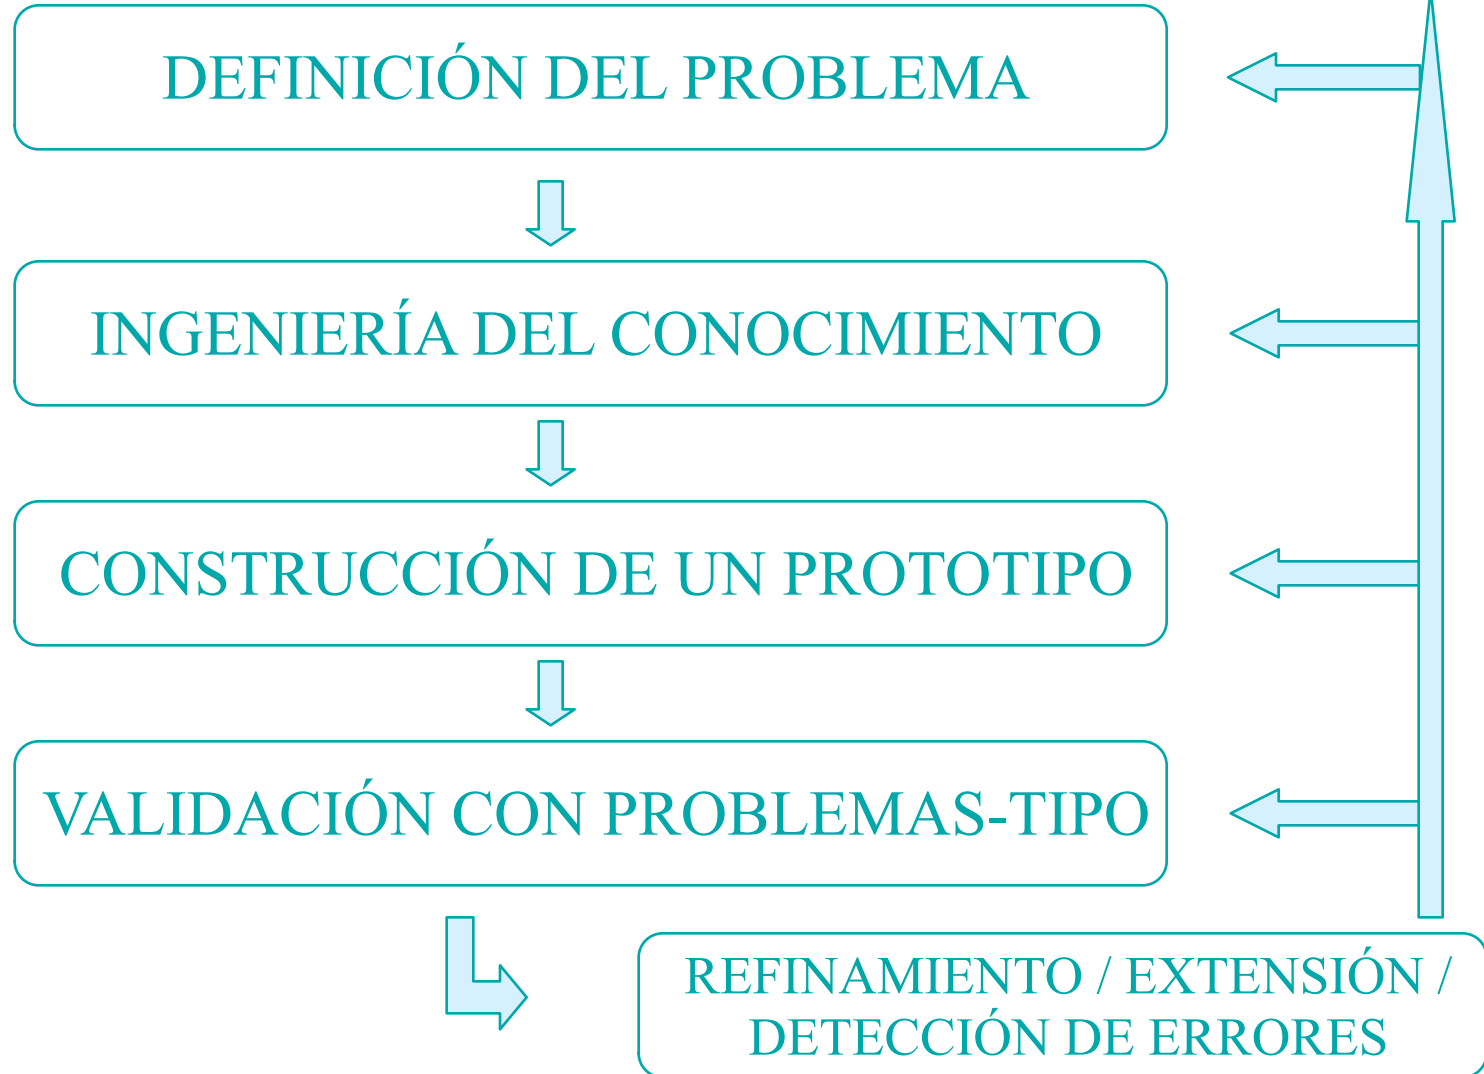 DEFINICIÓN DEL PROBLEMA
INGENIERÍA DEL CONOCIMIENTO
CONSTRUCCIÓN DE UN PROTOTIPO
VALIDACIÓN CON PROBLEMAS-TIPO
REFINAMIENTO / EXTENSIÓN /
DETECCIÓN DE ERRORES